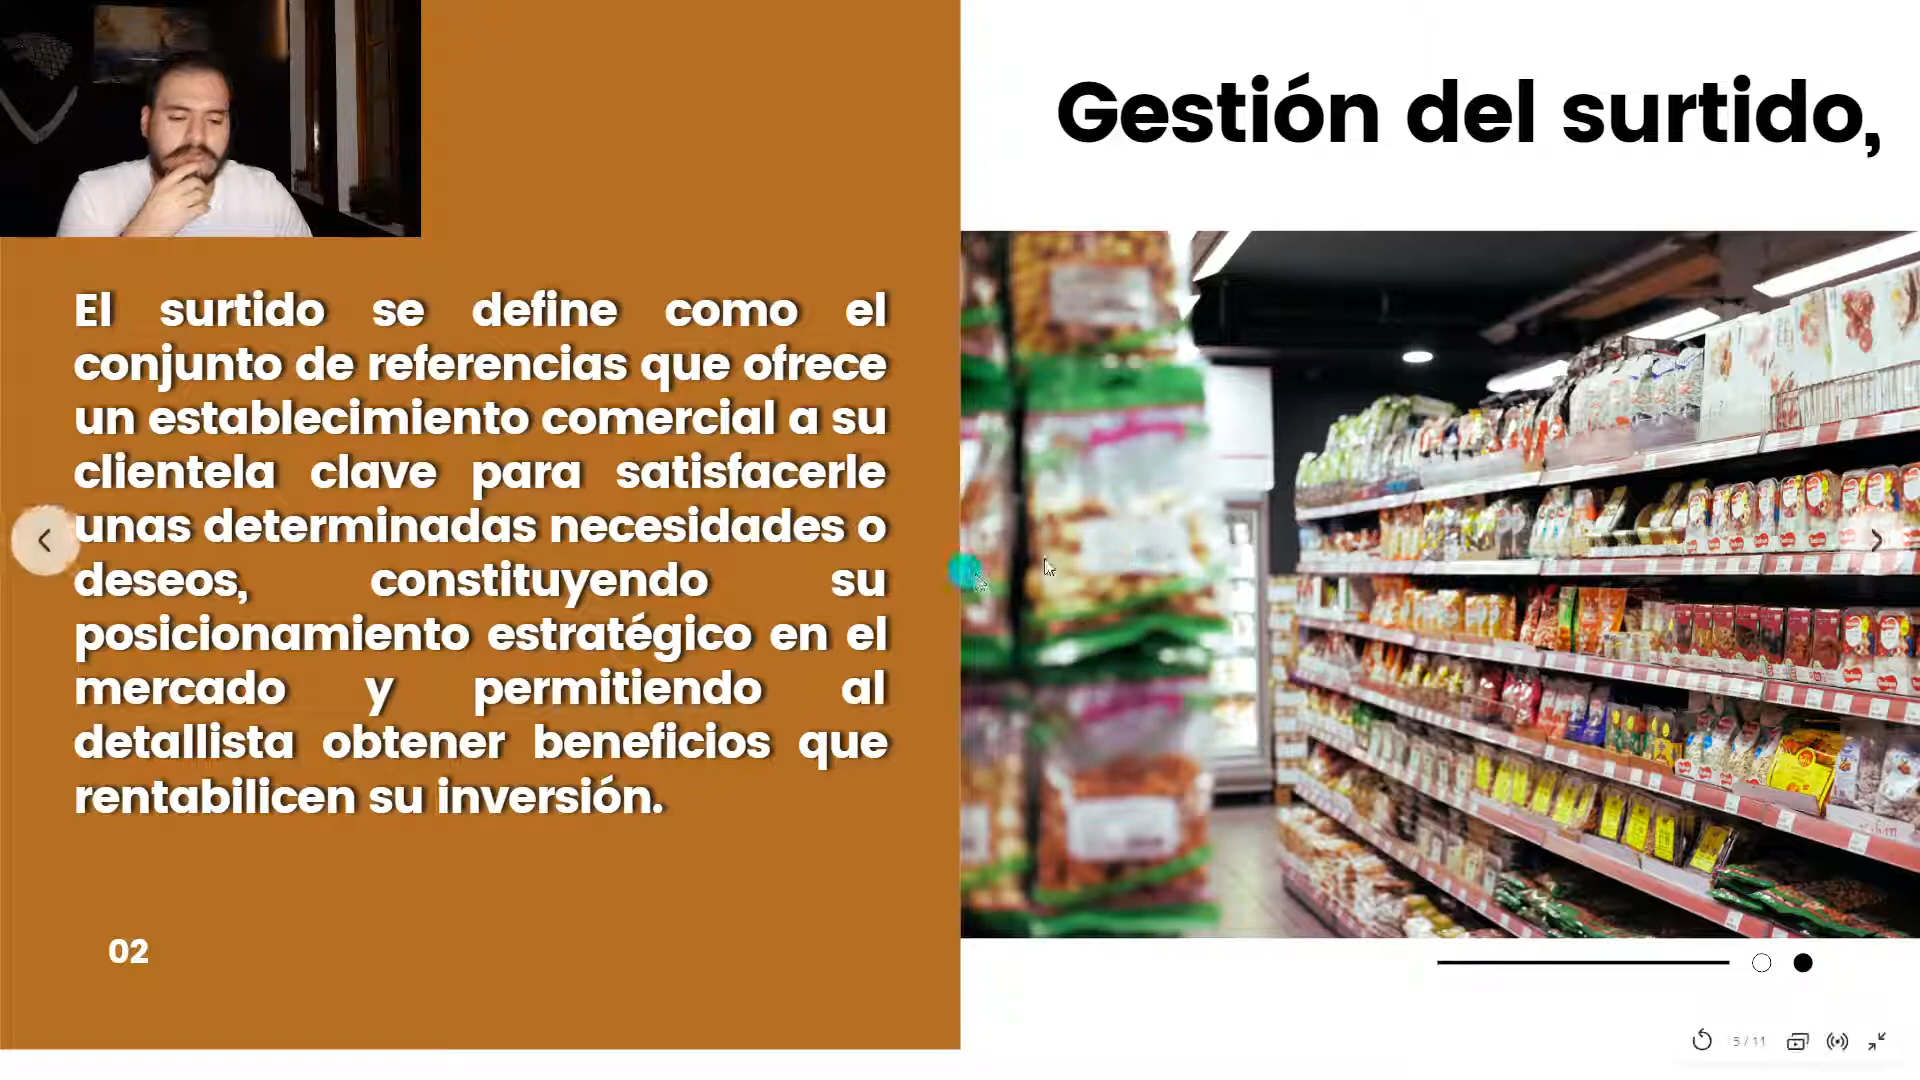 Gestión del surtido,
El surtido se define como el
conjunto de referencias que ofrece
un establecimiento comercial a su
clientela clave para satisfacerle
unas determinadas necesidades o
deseos, constituyendo su
posicionamiento estratégico en el
mercado y permitiendo al
detallista obtener beneficios que
rentabilicen su inversión.
02
5 / 11